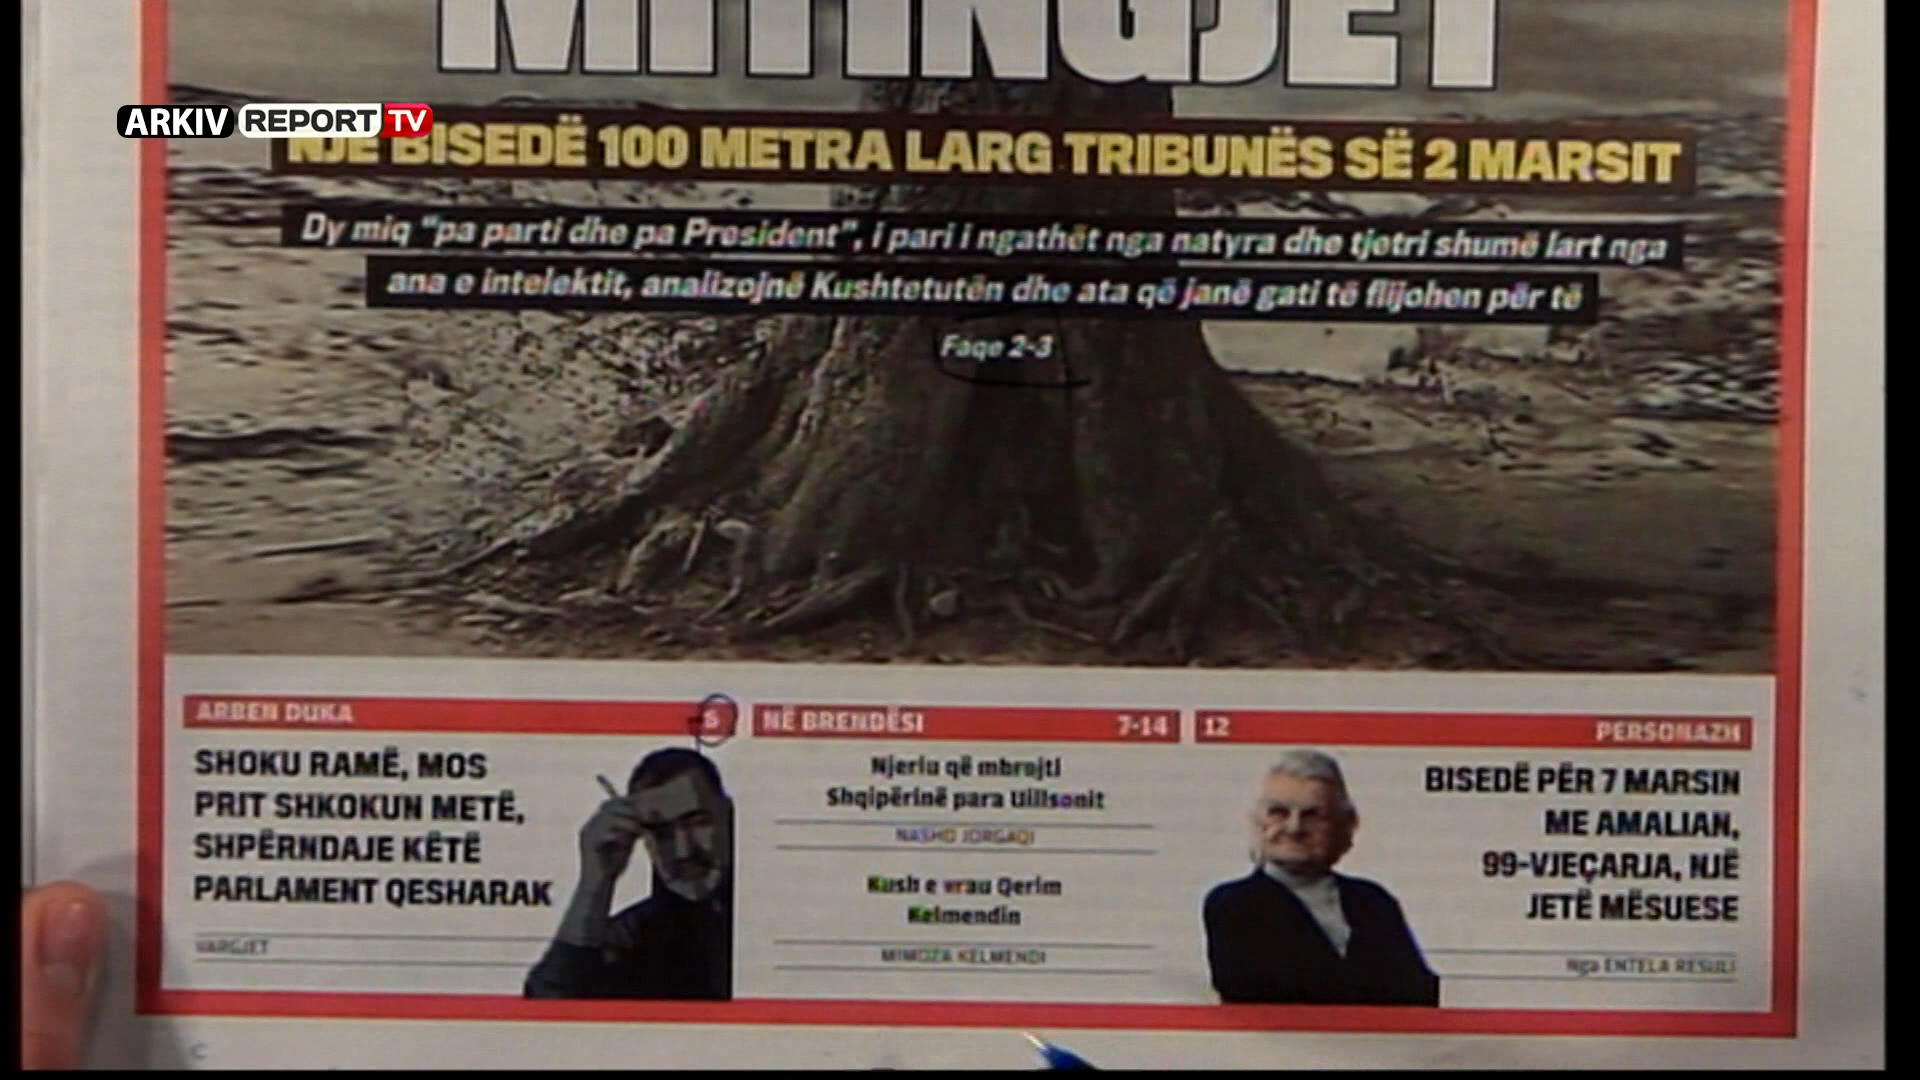 MITINGJET
ARKIV REPORT TV
NJË BISEDË 100 METRA LARG TRIBUNËS SË 2 MARSIT
Dy miq “pa parti dhe pa President”, i pari i ngathët nga natyra dhe tjetri shumë lart nga
ana e intelektit, analizojnë Kushtetutën dhe ata që janë gati të flijohen për të
Faqe 2-3
ARBEN DUKA
SHOKU RAMË, MOS
PRIT SHKOKUN METË,
SHPËRNDAJE KËTË
PARLAMENT QESHARAK
VARGJET
NË BRENDËSI 7-14
Njeriu që mbrojti
Shqipërinë para Uillsonit
NASHO JORGAQI
Kush e vrau Qerim
Kelmendin
MIMOZA KELMENDI
12 PERSONAZH
BISEDË PËR 7 MARSIN
ME AMALIAN,
99-VJEÇARJA, NJË
JETË MËSUESE
Nga ENTELA RESULI